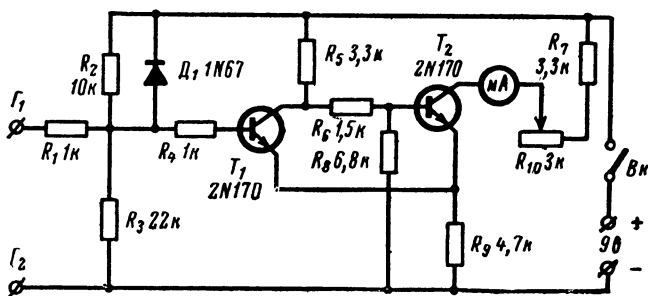 R₂
10к
Д₁ 1N67
R₅ 3,3к
T₂
2N170
мА
R₇
3,3к
Г₁
R₁ 1к
R₄ 1к
T₁
2N170
R₆ 1,5к
R₈ 6,8к
R₁₀ 3к
Вк
R₃ 22к
R₉ 4,7к
+
9в
-
Г₂